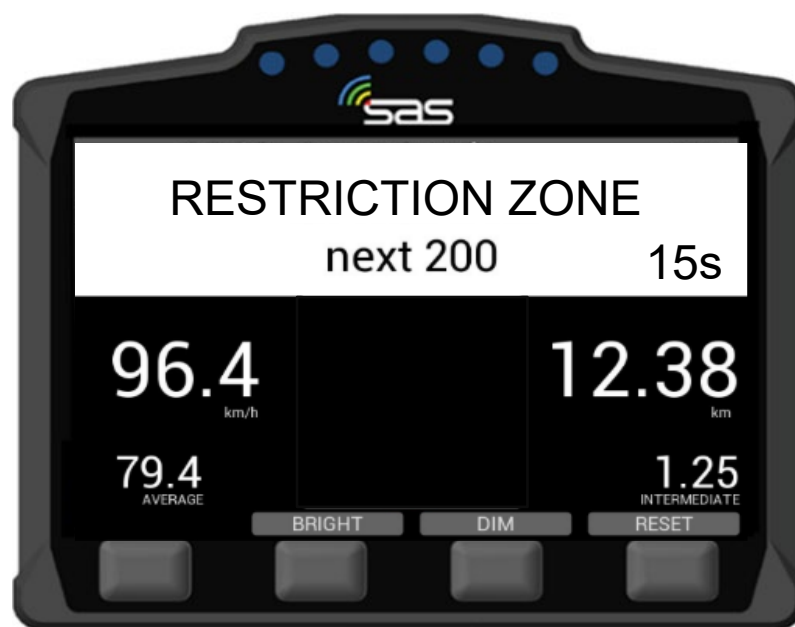 sas
RESTRICTION ZONE
next 200
15s
96.4
km/h
12.38
km
79.4
AVERAGE
1.25
INTERMEDIATE
BRIGHT
DIM
RESET